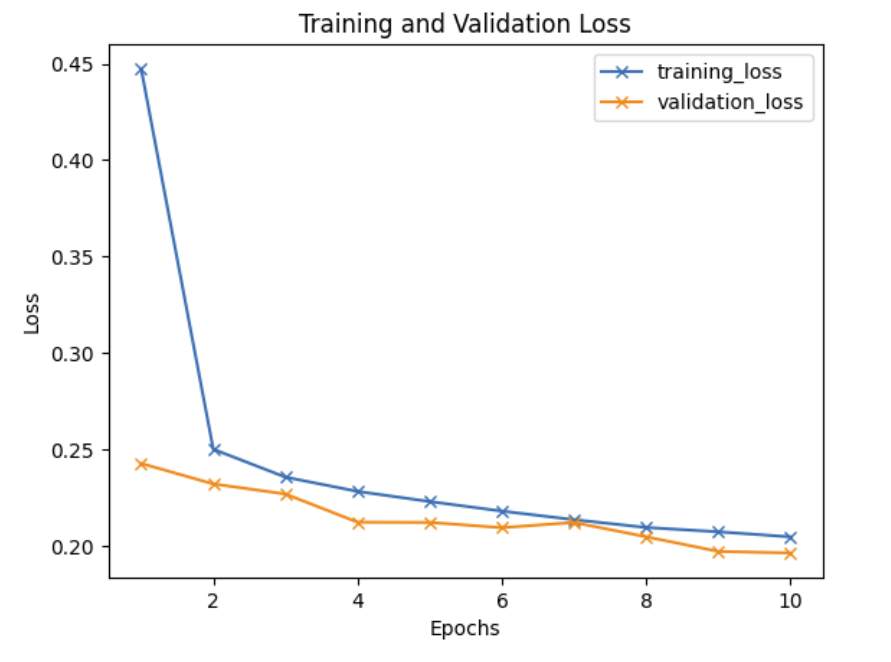 Training and Validation Loss
training_loss
validation_loss
0.45
0.40
0.35
0.30
0.25
0.20
Loss
2 4 6 8 10
Epochs